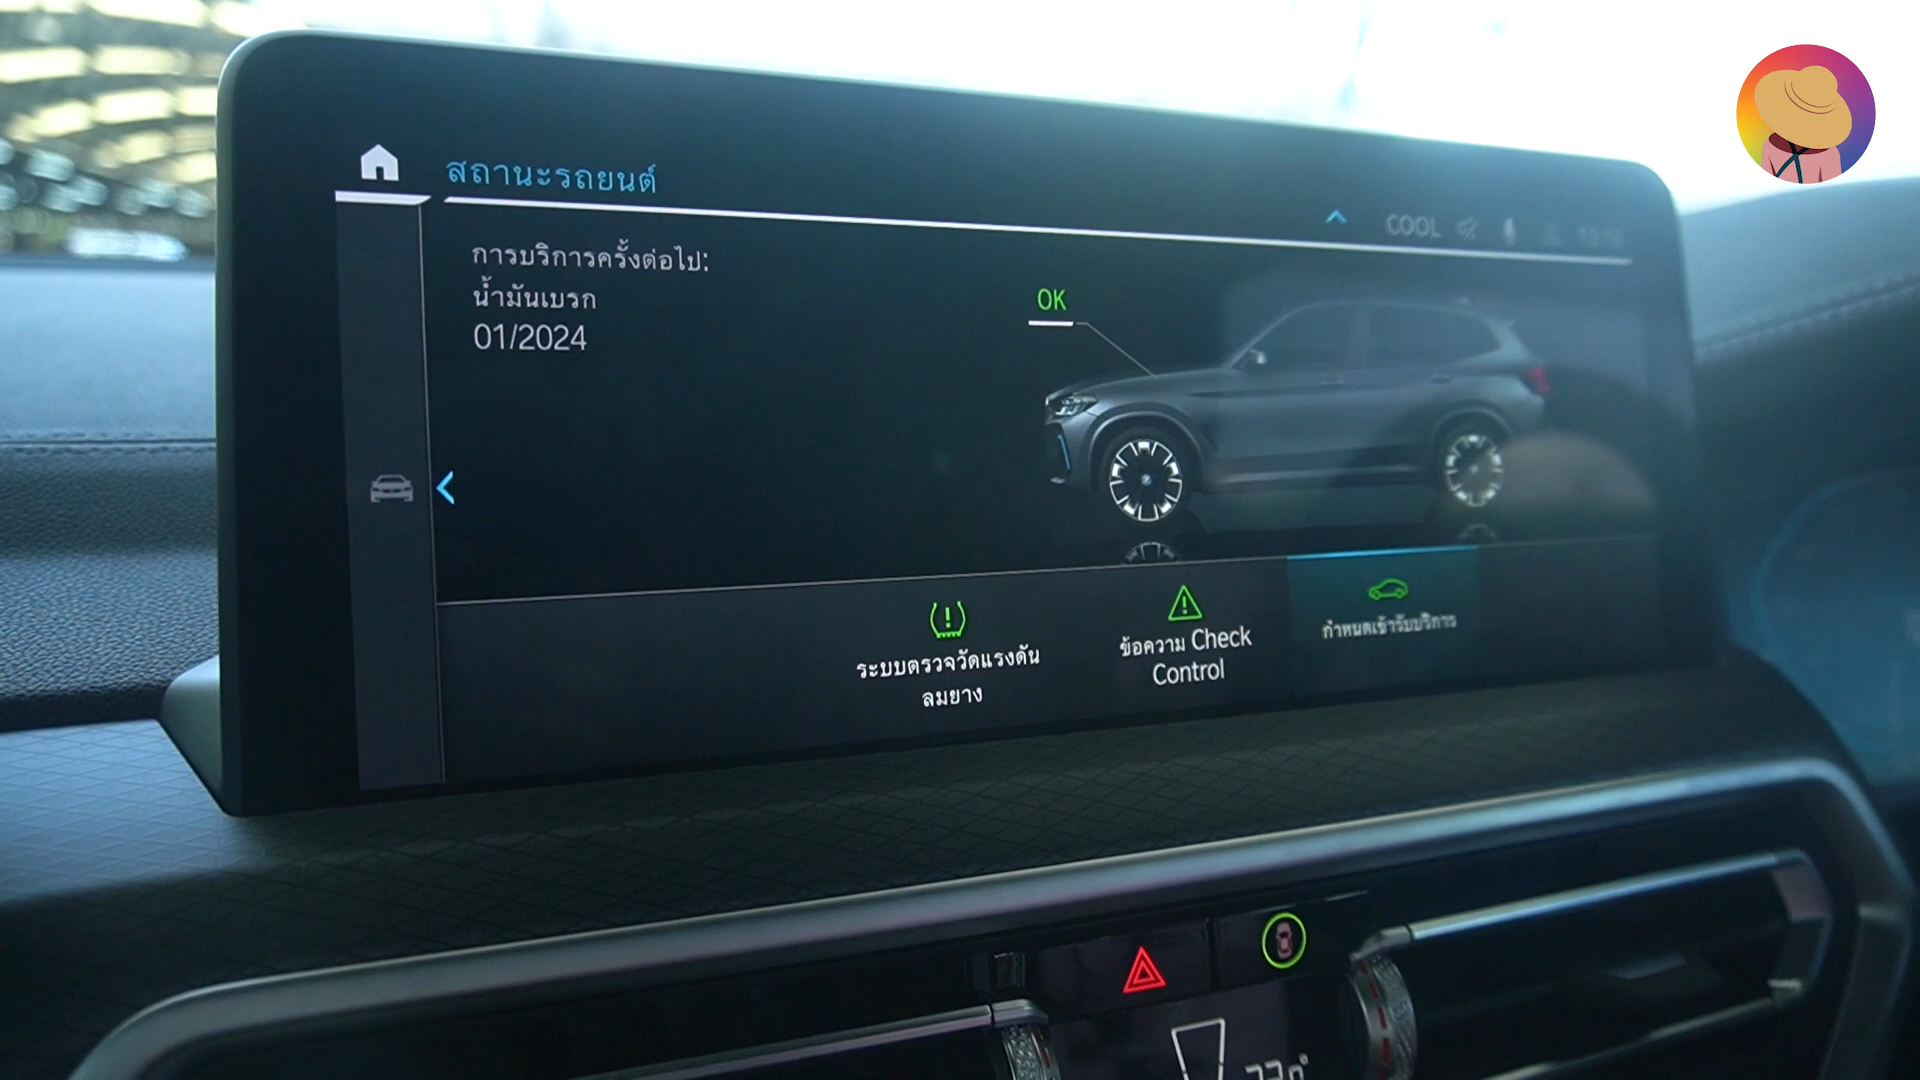 สถานะรถยนต์
COOL
การบริการครั้งต่อไป:
น้ำมันเบรก
01/2024
OK
ระบบตรวจวัดแรงดัน
ลมยาง
ข้อความ Check
Control
กำหนดเข้ารับบริการ